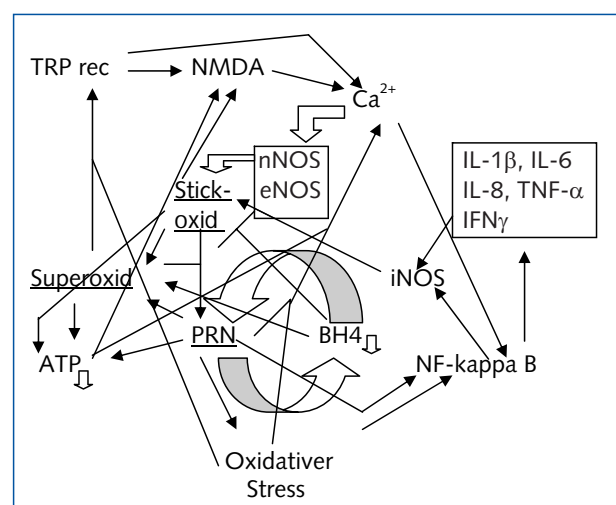 TRP rec
NMDA
Ca²⁺
nNOS
eNOS
IL-1β, IL-6
IL-8, TNF-α
IFNγ
Stick-
oxid
Superoxid
iNOS
PRN
BH4
ATP
NF-kappa B
Oxidativer
Stress